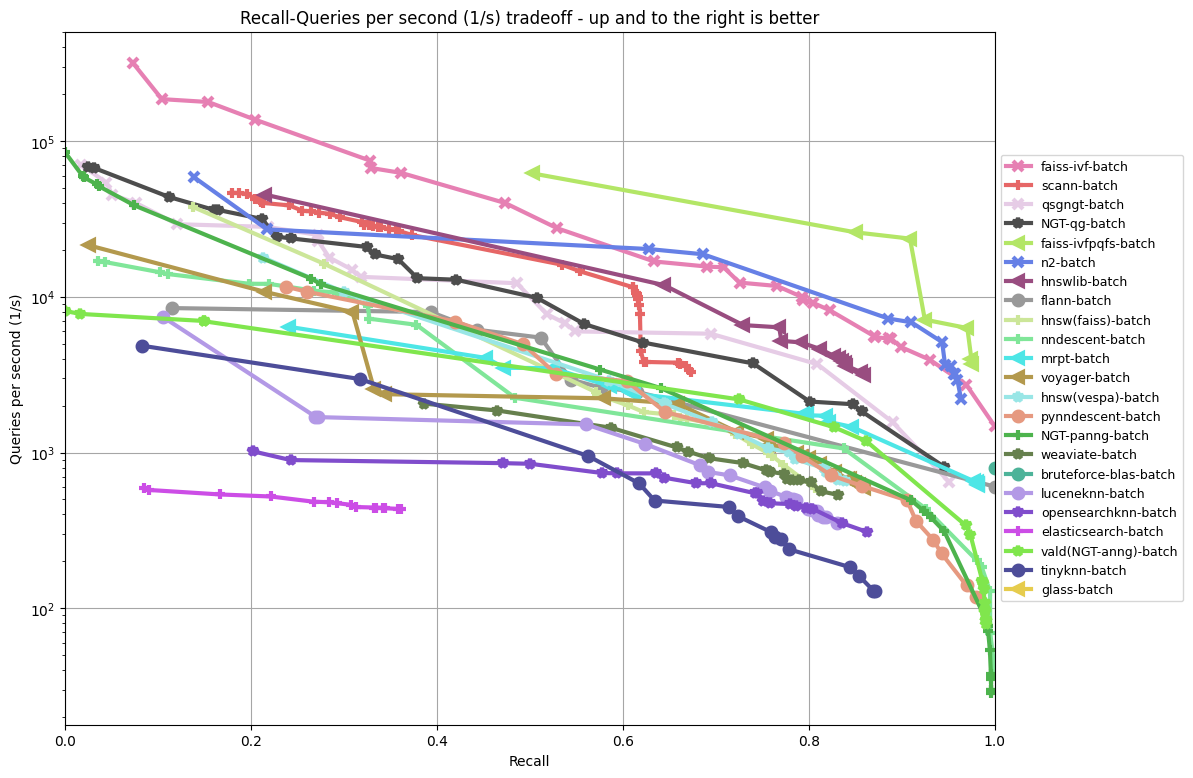 Recall-Queries per second (1/s) tradeoff - up and to the right is better
Queries per second (1/s)
10^5
10^4
10^3
10^2
0.0
0.2
0.4
0.6
0.8
1.0
Recall
faiss-ivf-batch
scann-batch
qsgngt-batch
NGT-qg-batch
faiss-ivfpqfs-batch
n2-batch
hnswlib-batch
flann-batch
hnsw(faiss)-batch
nndescent-batch
mrpt-batch
voyager-batch
hnsw(vespa)-batch
pynndescent-batch
NGT-panng-batch
weaviate-batch
bruteforce-blas-batch
luceneknn-batch
opensearchknn-batch
elasticsearch-batch
vald(NGT-anng)-batch
tinyknn-batch
glass-batch